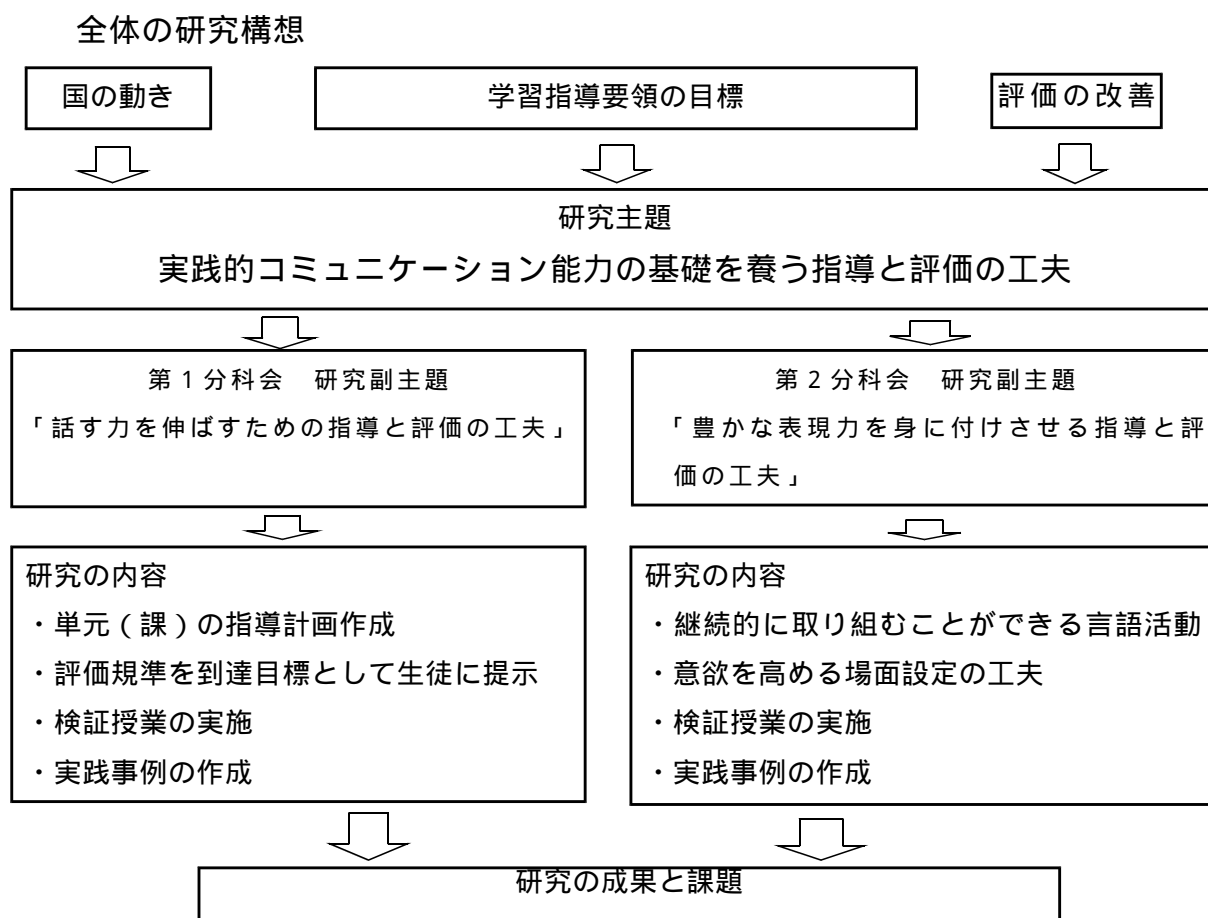 全体の研究構想
国の動き
学習指導要領の目標
評価の改善
研究主題
実践的コミュニケーション能力の基礎を養う指導と評価の工夫
第1分科会　研究副主題
「話す力を伸ばすための指導と評価の工夫」
第2分科会　研究副主題
「豊かな表現力を身に付けさせる指導と評
価の工夫」
研究の内容
・単元(課)の指導計画作成
・評価規準を到達目標として生徒に提示
・検証授業の実施
・実践事例の作成
研究の内容
・継続的に取り組むことができる言語活動
・意欲を高める場面設定の工夫
・検証授業の実施
・実践事例の作成
研究の成果と課題